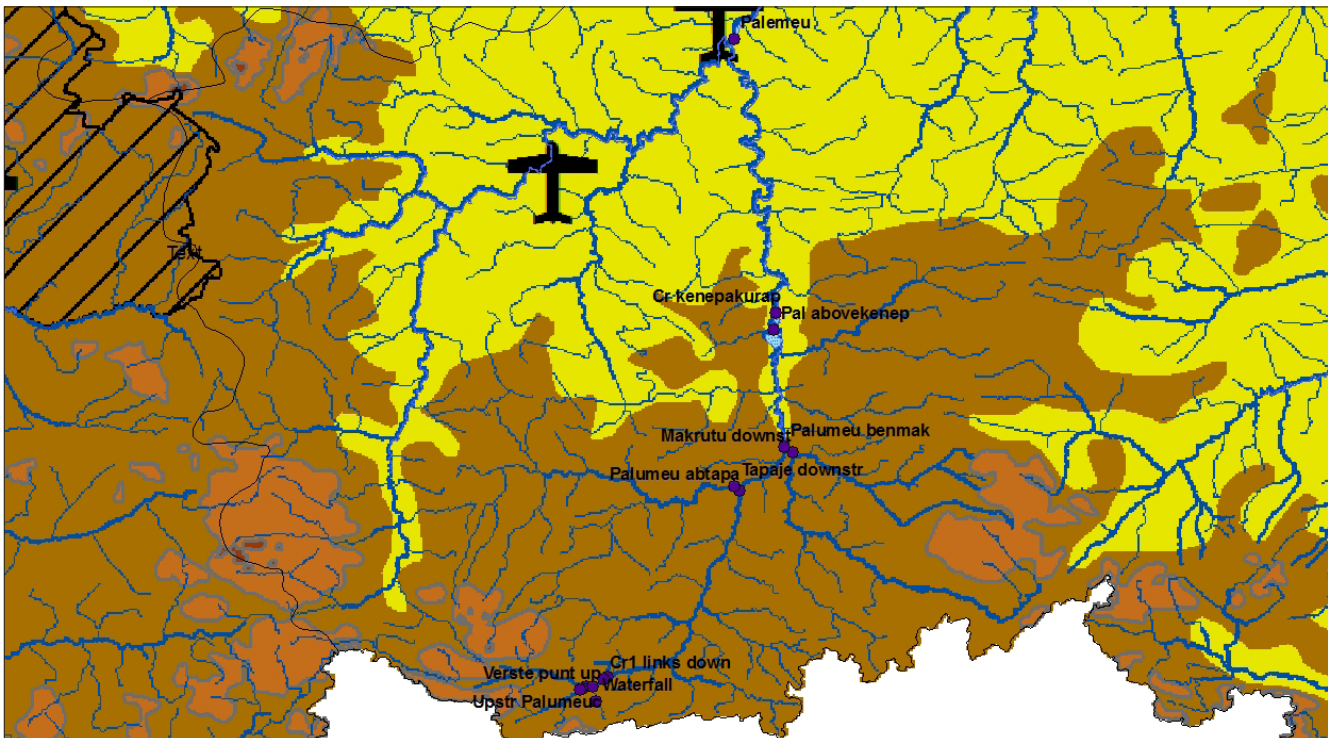 Palemeu
Text
Cr kenepakurap
Pal abovekenep
Makrutu downst
Palumeu benmak
Palumeu abtapa
Tapaje downstr
Cr1 links down
Verste punt up
Waterfall
Upstr Palumeu